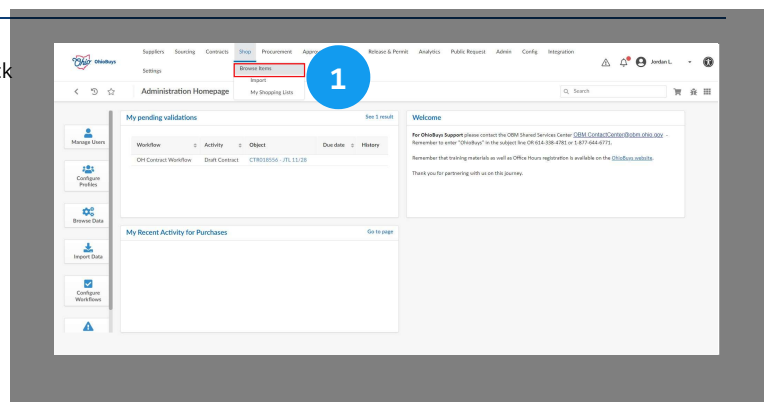 ck
Ohio OhioBuys
Suppliers Sourcing Contracts Shop Procurement Release & Permit Analytics Public Request Admin Config Integration
Settings
Browse Items
Import
My Shopping Lists
1
Jordan L.
Administration Homepage
Search
Manage Users
Configure
Profiles
Browse Data
Import Data
Configure
Workflows
My pending validations See 1 result
Workflow Activity Object Due date History
OH Contract Workflow Draft Contract CTR018556 - JTL 11/28
My Recent Activity for Purchases Go to page
Welcome
For OhioBuys Support please contact the OBM Shared Services Center OBM.ContactCenter@obm.ohio.gov –
Remember to enter "OhioBuys" in the subject line OR 614-338-4781 or 1-877-644-6771.
Remember that training materials as well as Office Hours registration is available on the OhioBuys website.
Thank you for partnering with us on this journey.